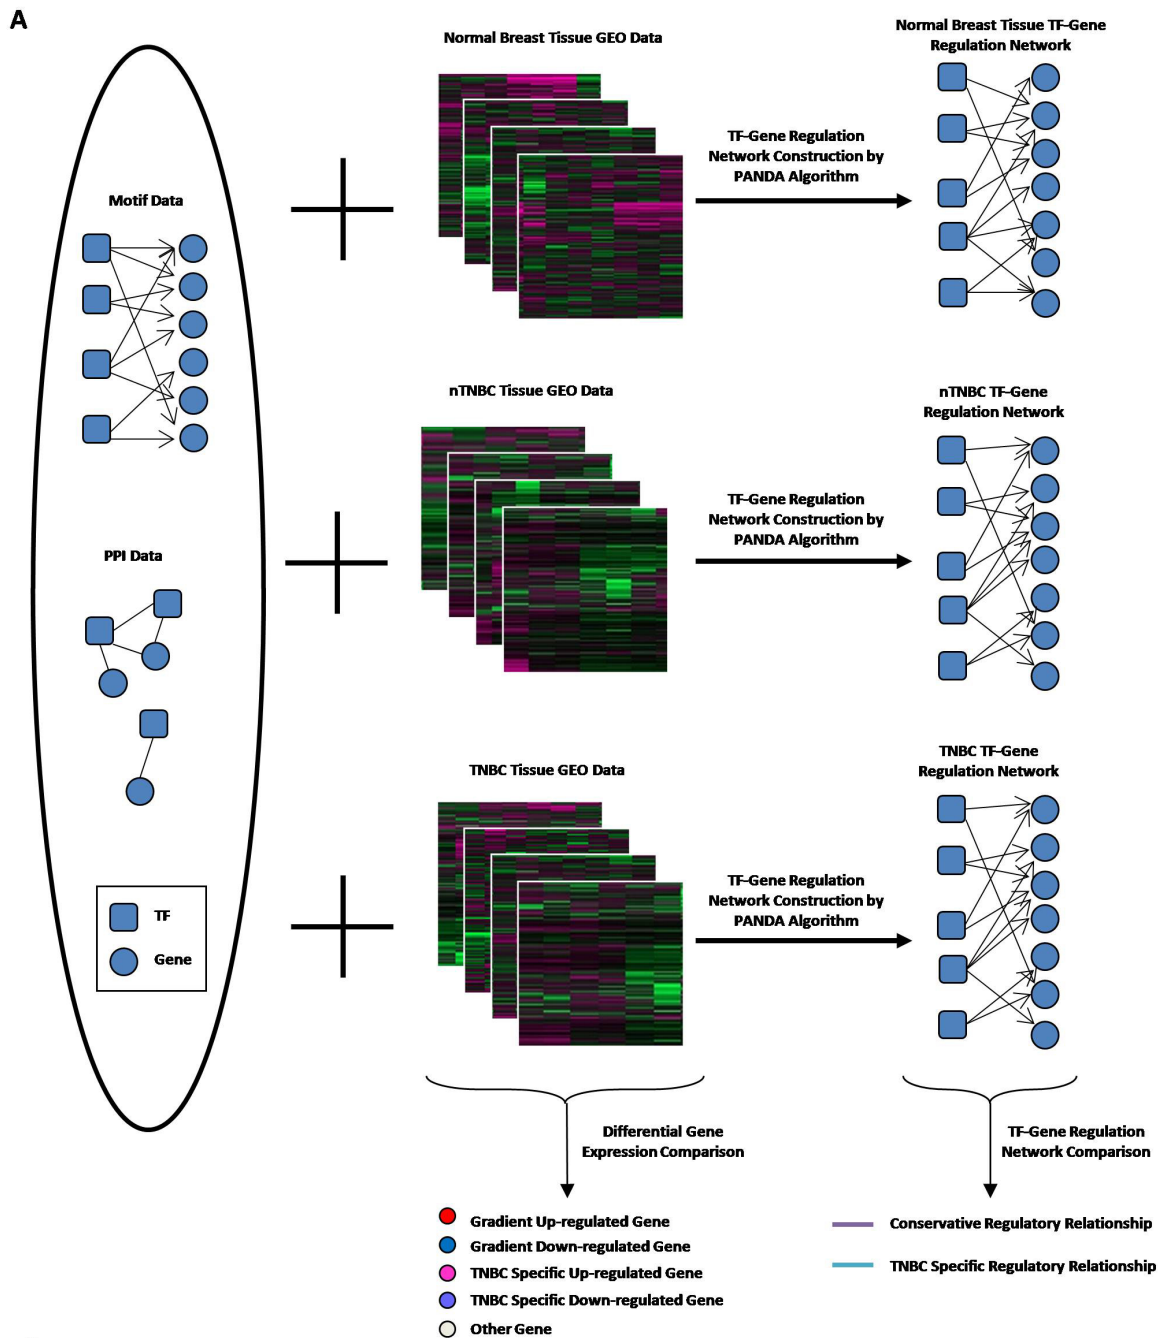 A
Normal Breast Tissue GEO Data
Normal Breast Tissue TF-Gene
Regulation Network
TF-Gene Regulation
Network Construction by
PANDA Algorithm
Motif Data
nTNBC Tissue GEO Data
nTNBC TF-Gene
Regulation Network
TF-Gene Regulation
Network Construction by
PANDA Algorithm
PPI Data
TNBC Tissue GEO Data
TNBC TF-Gene
Regulation Network
TF-Gene Regulation
Network Construction by
PANDA Algorithm
TF
Gene
Differential Gene
Expression Comparison
TF-Gene Regulation
Network Comparison
Gradient Up-regulated Gene
Gradient Down-regulated Gene
TNBC Specific Up-regulated Gene
TNBC Specific Down-regulated Gene
Other Gene
Conservative Regulatory Relationship
TNBC Specific Regulatory Relationship